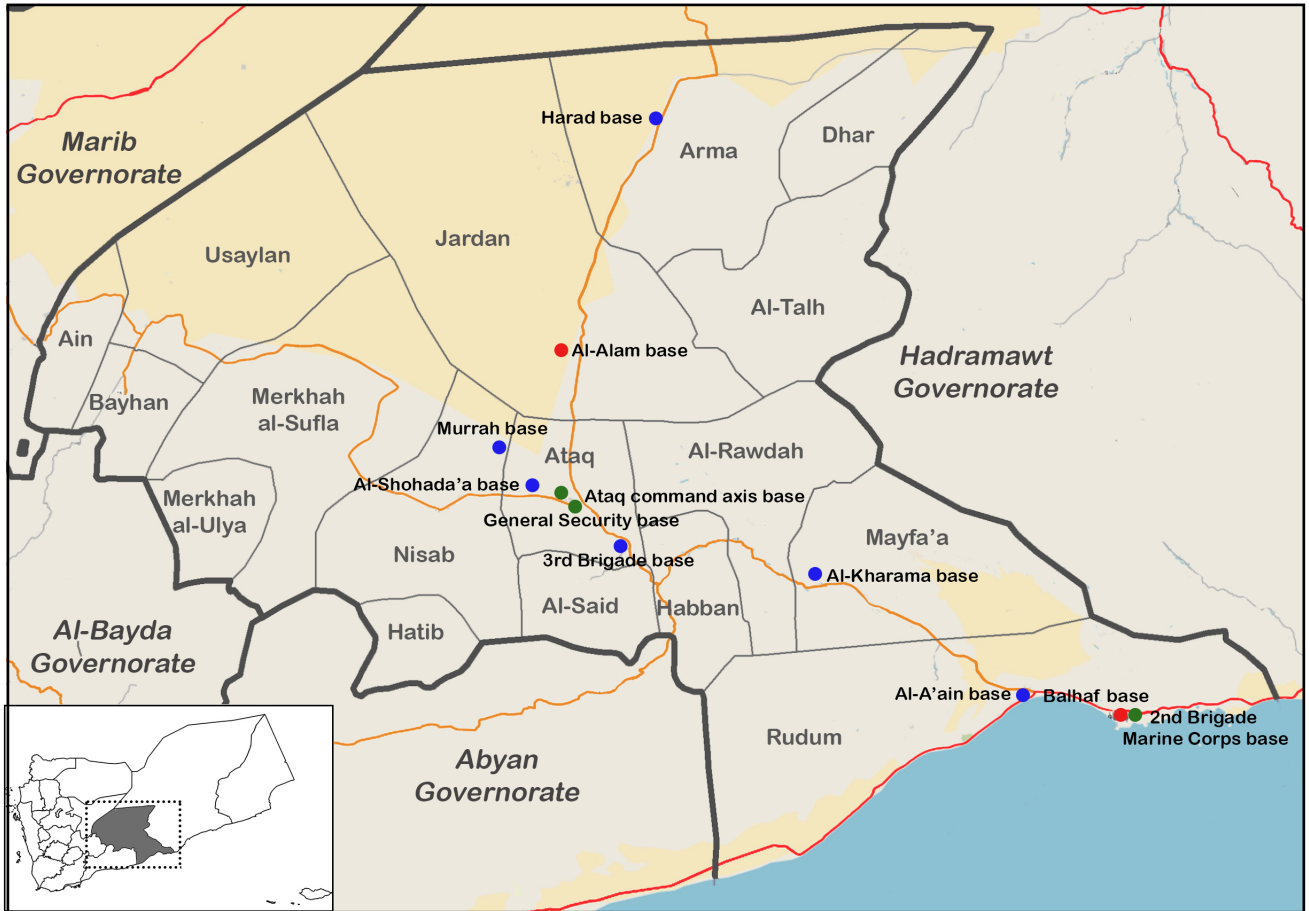 Harad base
Marib
Governorate
Arma
Dhar
Jardan
Usaylan
Al-Talh
Ain
Al-Alam base
Hadramawt
Governorate
Bayhan
Merkhah
al-Sufla
Murrah base
Ataq
Al-Rawdah
Al-Shohada’a base
Ataq command axis base
Merkhah
al-Ulya
General Security base
Mayfa’a
Nisab
3rd Brigade base
Al-Kharama base
Al-Said
Habban
Al-Bayda
Governorate
Hatib
Al-A’ain base
Balhaf base
2nd Brigade
Marine Corps base
Rudum
Abyan
Governorate